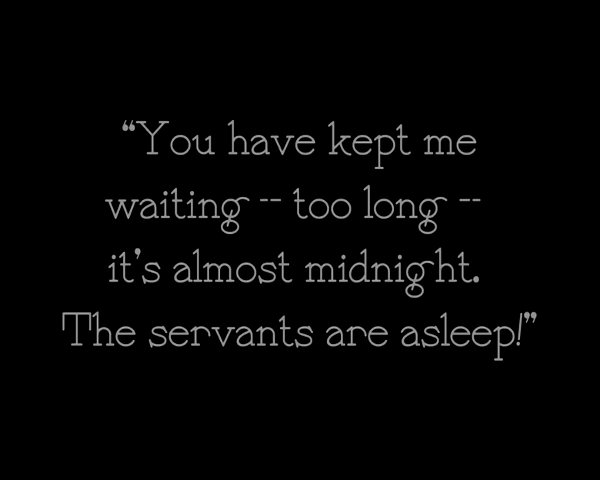 “You have kept me
waiting -- too long --
it’s almost midnight.
The servants are asleep!”